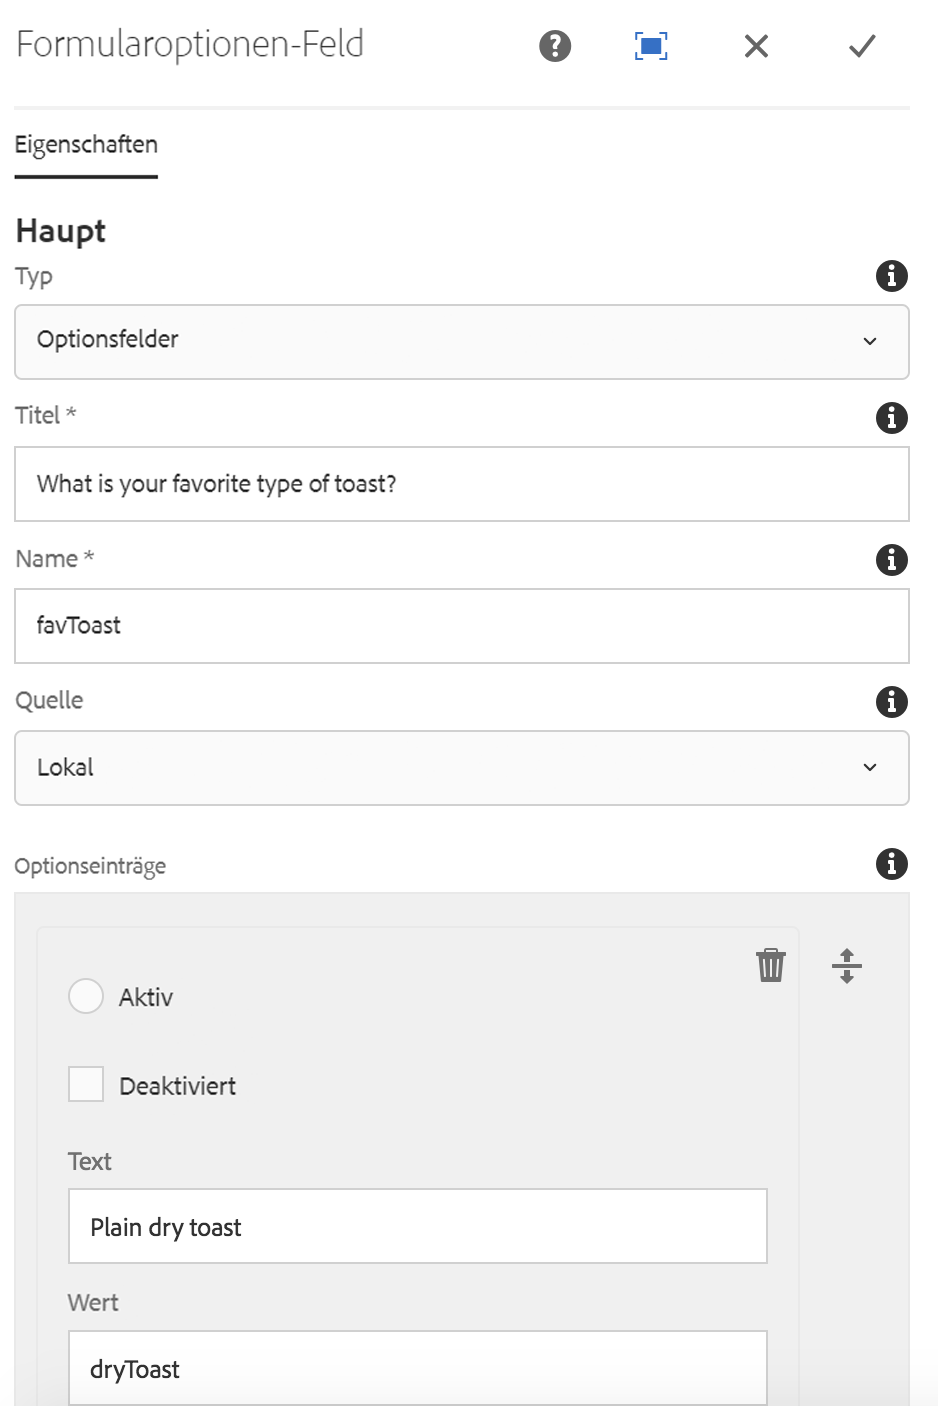 Formularoptionen-Feld
Eigenschaften
Haupt
Typ
Optionsfelder
Titel *
What is your favorite type of toast?
Name *
favToast
Quelle
Lokal
Optionseinträge
Aktiv
Deaktiviert
Text
Plain dry toast
Wert
dryToast